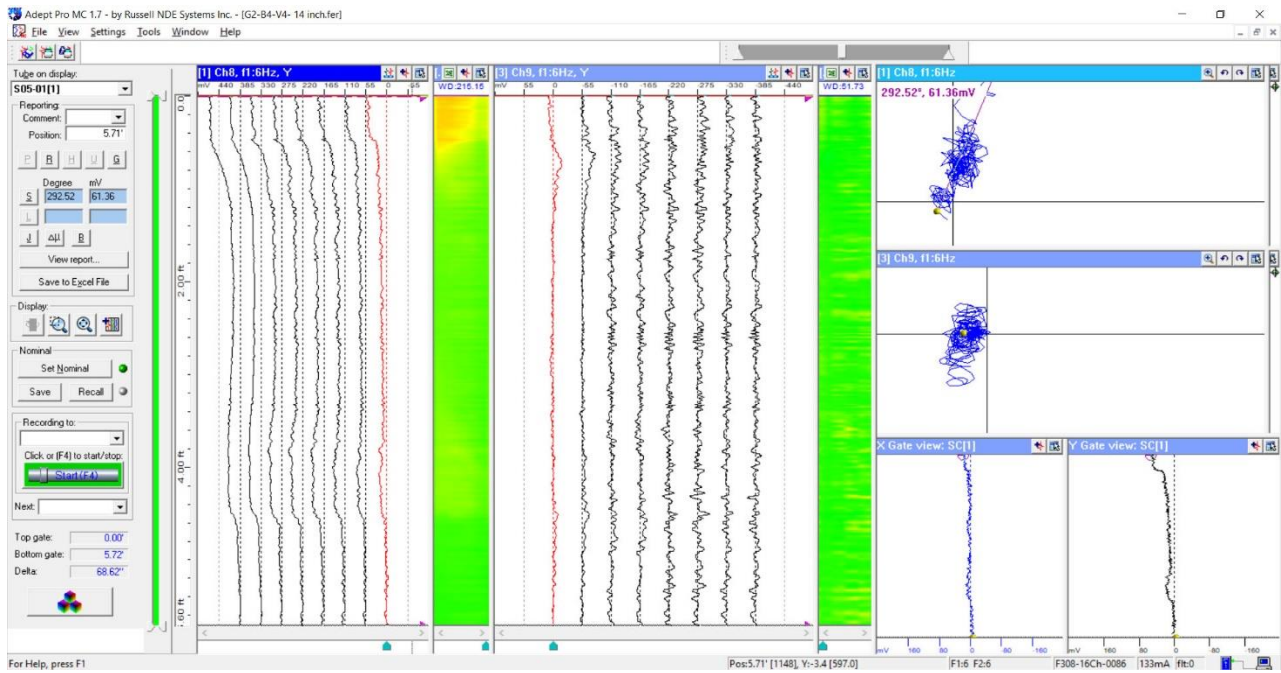 Adept Pro MC 1.7 - by Russell NDE Systems Inc. - [G2-B4-V4- 14 inch.fer]
File View Settings Tools Window Help
Tube on display:
S05-01[1]
Reporting:
Comment:
Position: 5.71'
P R H U G
Degree mV
S 292.52 61.36
L
J Δμ B
View report...
Save to Excel File
Display:
Nominal
Set Nominal
Save Recall
Recording to:
Click or (F4) to start/stop:
Start (F4)
Next:
Top gate: 0.00'
Bottom gate: 5.72'
Delta: 68.62"
0.0
2.00 ft
4.00 ft
[1] Ch8, f1:6Hz, Y
mV 440 385 330 275 220 165 110 55 0 -55
WD:215.15
[3] Ch9, f1:6Hz, Y
mV 55 0 -55 -110 -165 -220 -275 -330 -385 -440
WD:51.73
[1] Ch8, f1:6Hz
292.52°, 61.36mV
[3] Ch9, f1:6Hz
X Gate view: SC[1]
mV 160 80 0 -80 -160
Y Gate view: SC[1]
mV 160 80 0 -80 -160
For Help, press F1
Pos:5.71' [1148], Y:-3.4 [597.0]
F1:6 F2:6
F308-16Ch-0086
133mA
flt:0